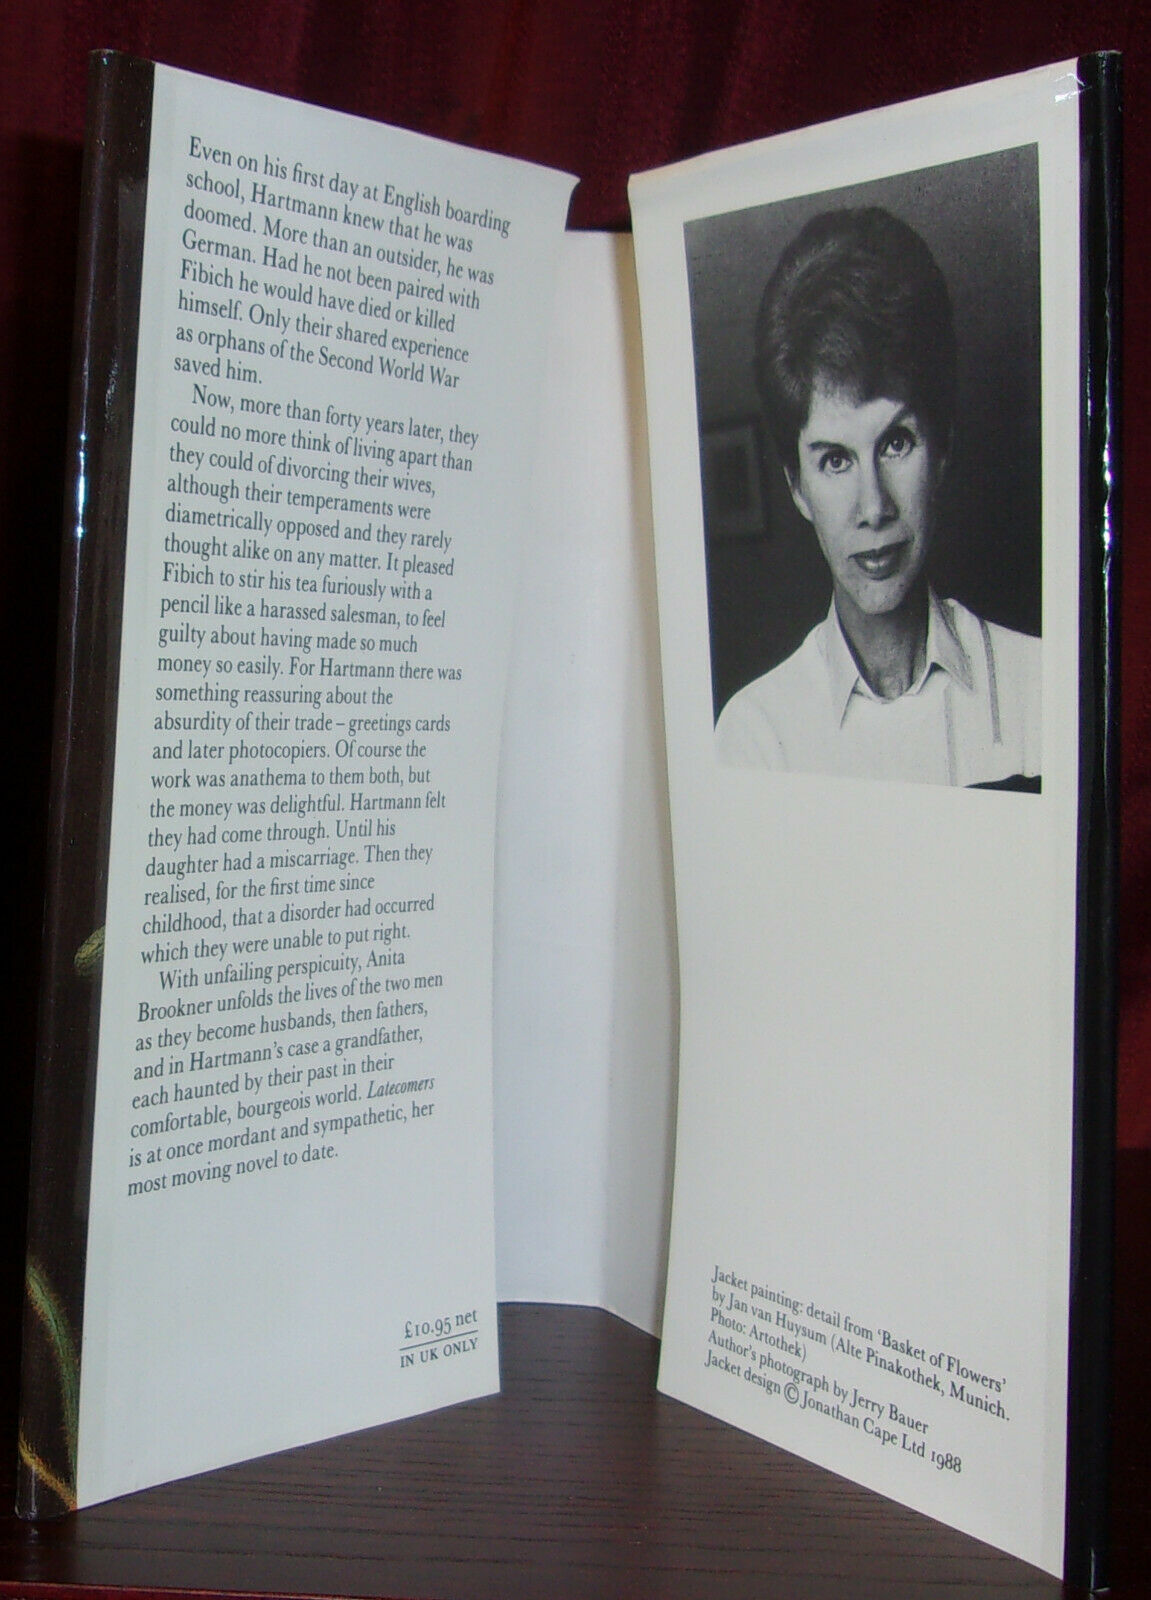 Even on his first day at English boarding
school, Hartmann knew that he was
doomed. More than an outsider, he was
German. Had he not been paired with
Fibich he would have died or killed
himself. Only their shared experience
as orphans of the Second World War
saved him.
Now, more than forty years later, they
could no more think of living apart than
they could of divorcing their wives,
although their temperaments were
diametrically opposed and they rarely
thought alike on any matter. It pleased
Fibich to stir his tea furiously with a
pencil like a harassed salesman, to feel
guilty about having made so much
money so easily. For Hartmann there was
something reassuring about the
absurdity of their trade – greetings cards
and later photocopiers. Of course the
work was anathema to them both, but
the money was delightful. Hartmann felt
they had come through. Until his
daughter had a miscarriage. Then they
realised, for the first time since
childhood, that a disorder had occurred
which they were unable to put right.
With unfailing perspicuity, Anita
Brookner unfolds the lives of the two men
as they become husbands, then fathers,
and in Hartmann's case a grandfather,
each haunted by their past in their
comfortable, bourgeois world. Latecomers
is at once mordant and sympathetic, her
most moving novel to date.
£10.95 net
IN UK ONLY
Jacket painting: detail from 'Basket of Flowers'
by Jan van Huysum (Alte Pinakothek, Munich.
Photo: Artothek)
Author's photograph by Jerry Bauer
Jacket design © Jonathan Cape Ltd 1988